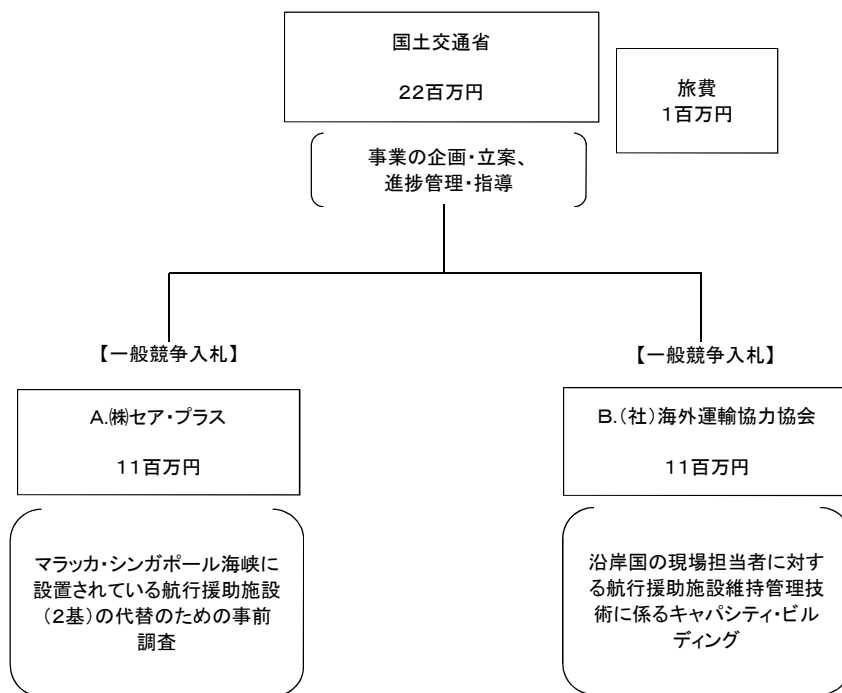 国土交通省
22百万円
旅費
1百万円
事業の企画・立案、
進捗管理・指導
【一般競争入札】
【一般競争入札】
A.㈱セア・プラス
11百万円
B.(社)海外運輸協力協会
11百万円
マラッカ・シンガポール海峡に
設置されている航行援助施設
(2基)の代替のための事前
調査
沿岸国の現場担当者に対す
る航行援助施設維持管理技
術に係るキャパシティ・ビル
ディング